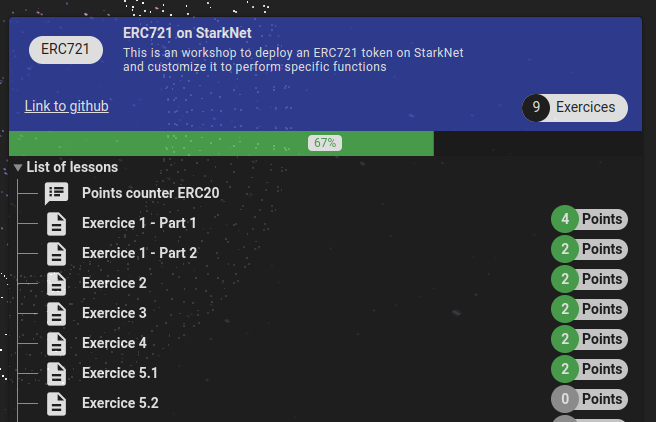 ERC721
ERC721 on StarkNet
This is an workshop to deploy an ERC721 token on StarkNet
and customize it to perform specific functions
Link to github
9 Exercices
67%
List of lessons
Points counter ERC20
Exercice 1 - Part 1 4 Points
Exercice 1 - Part 2 2 Points
Exercice 2 2 Points
Exercice 3 2 Points
Exercice 4 2 Points
Exercice 5.1 2 Points
Exercice 5.2 0 Points